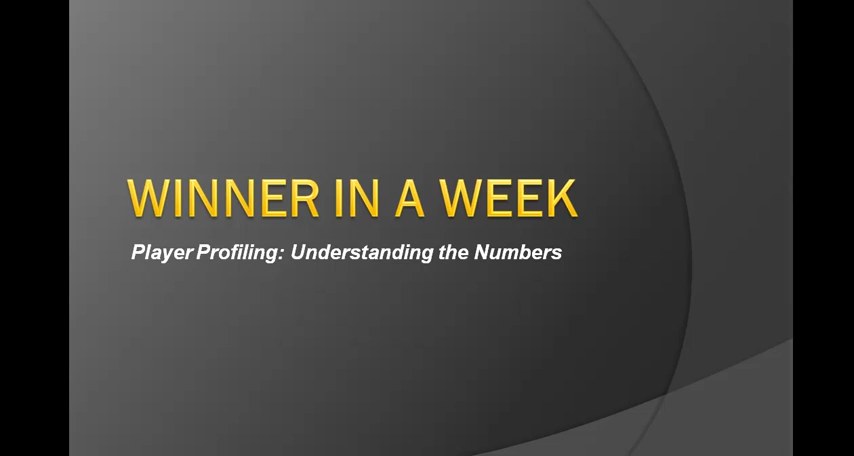 WINNER IN A WEEK
Player Profiling: Understanding the Numbers